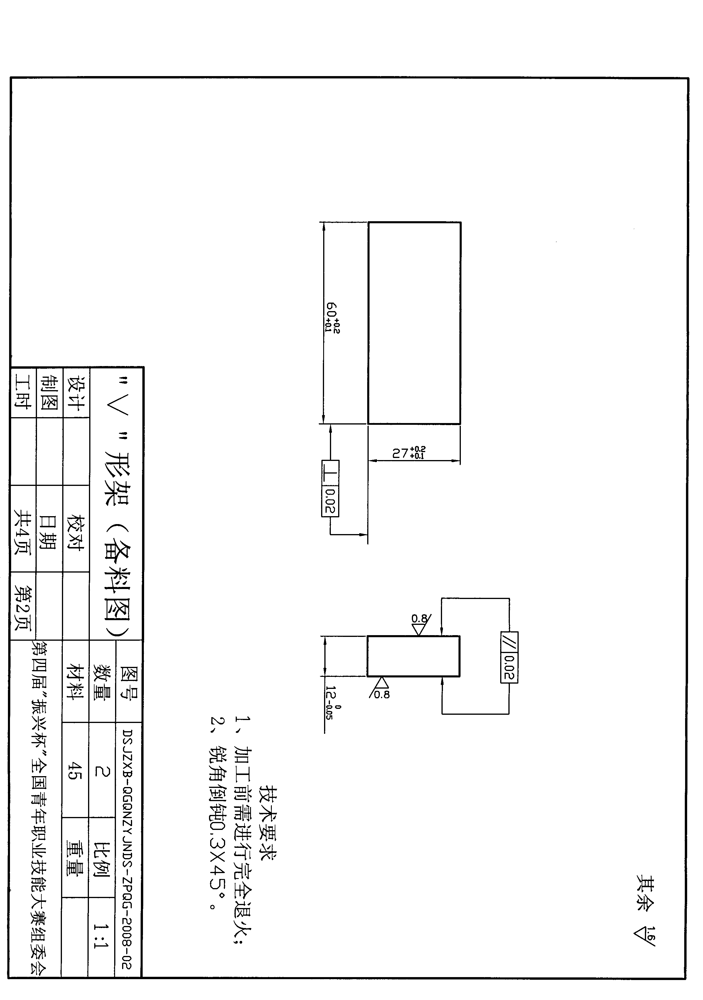 其余 1.6
60+0.2
+0.1
27+0.2
+0.1
⊥ 0.02
// 0.02
0.8
0.8
12 0
-0.05
技术要求
1、加工前需进行完全退火;
2、锐角倒钝0.3X45°。
"V"形架（备料图）
图号 DSJZXB-QGQNZYJNDS-ZPQG-2008-02
数量 2 比例 1:1
设计 校对
材料 45 重量
制图 日期
工时 共4页 第2页
第四届"振兴杯"全国青年职业技能大赛组委会